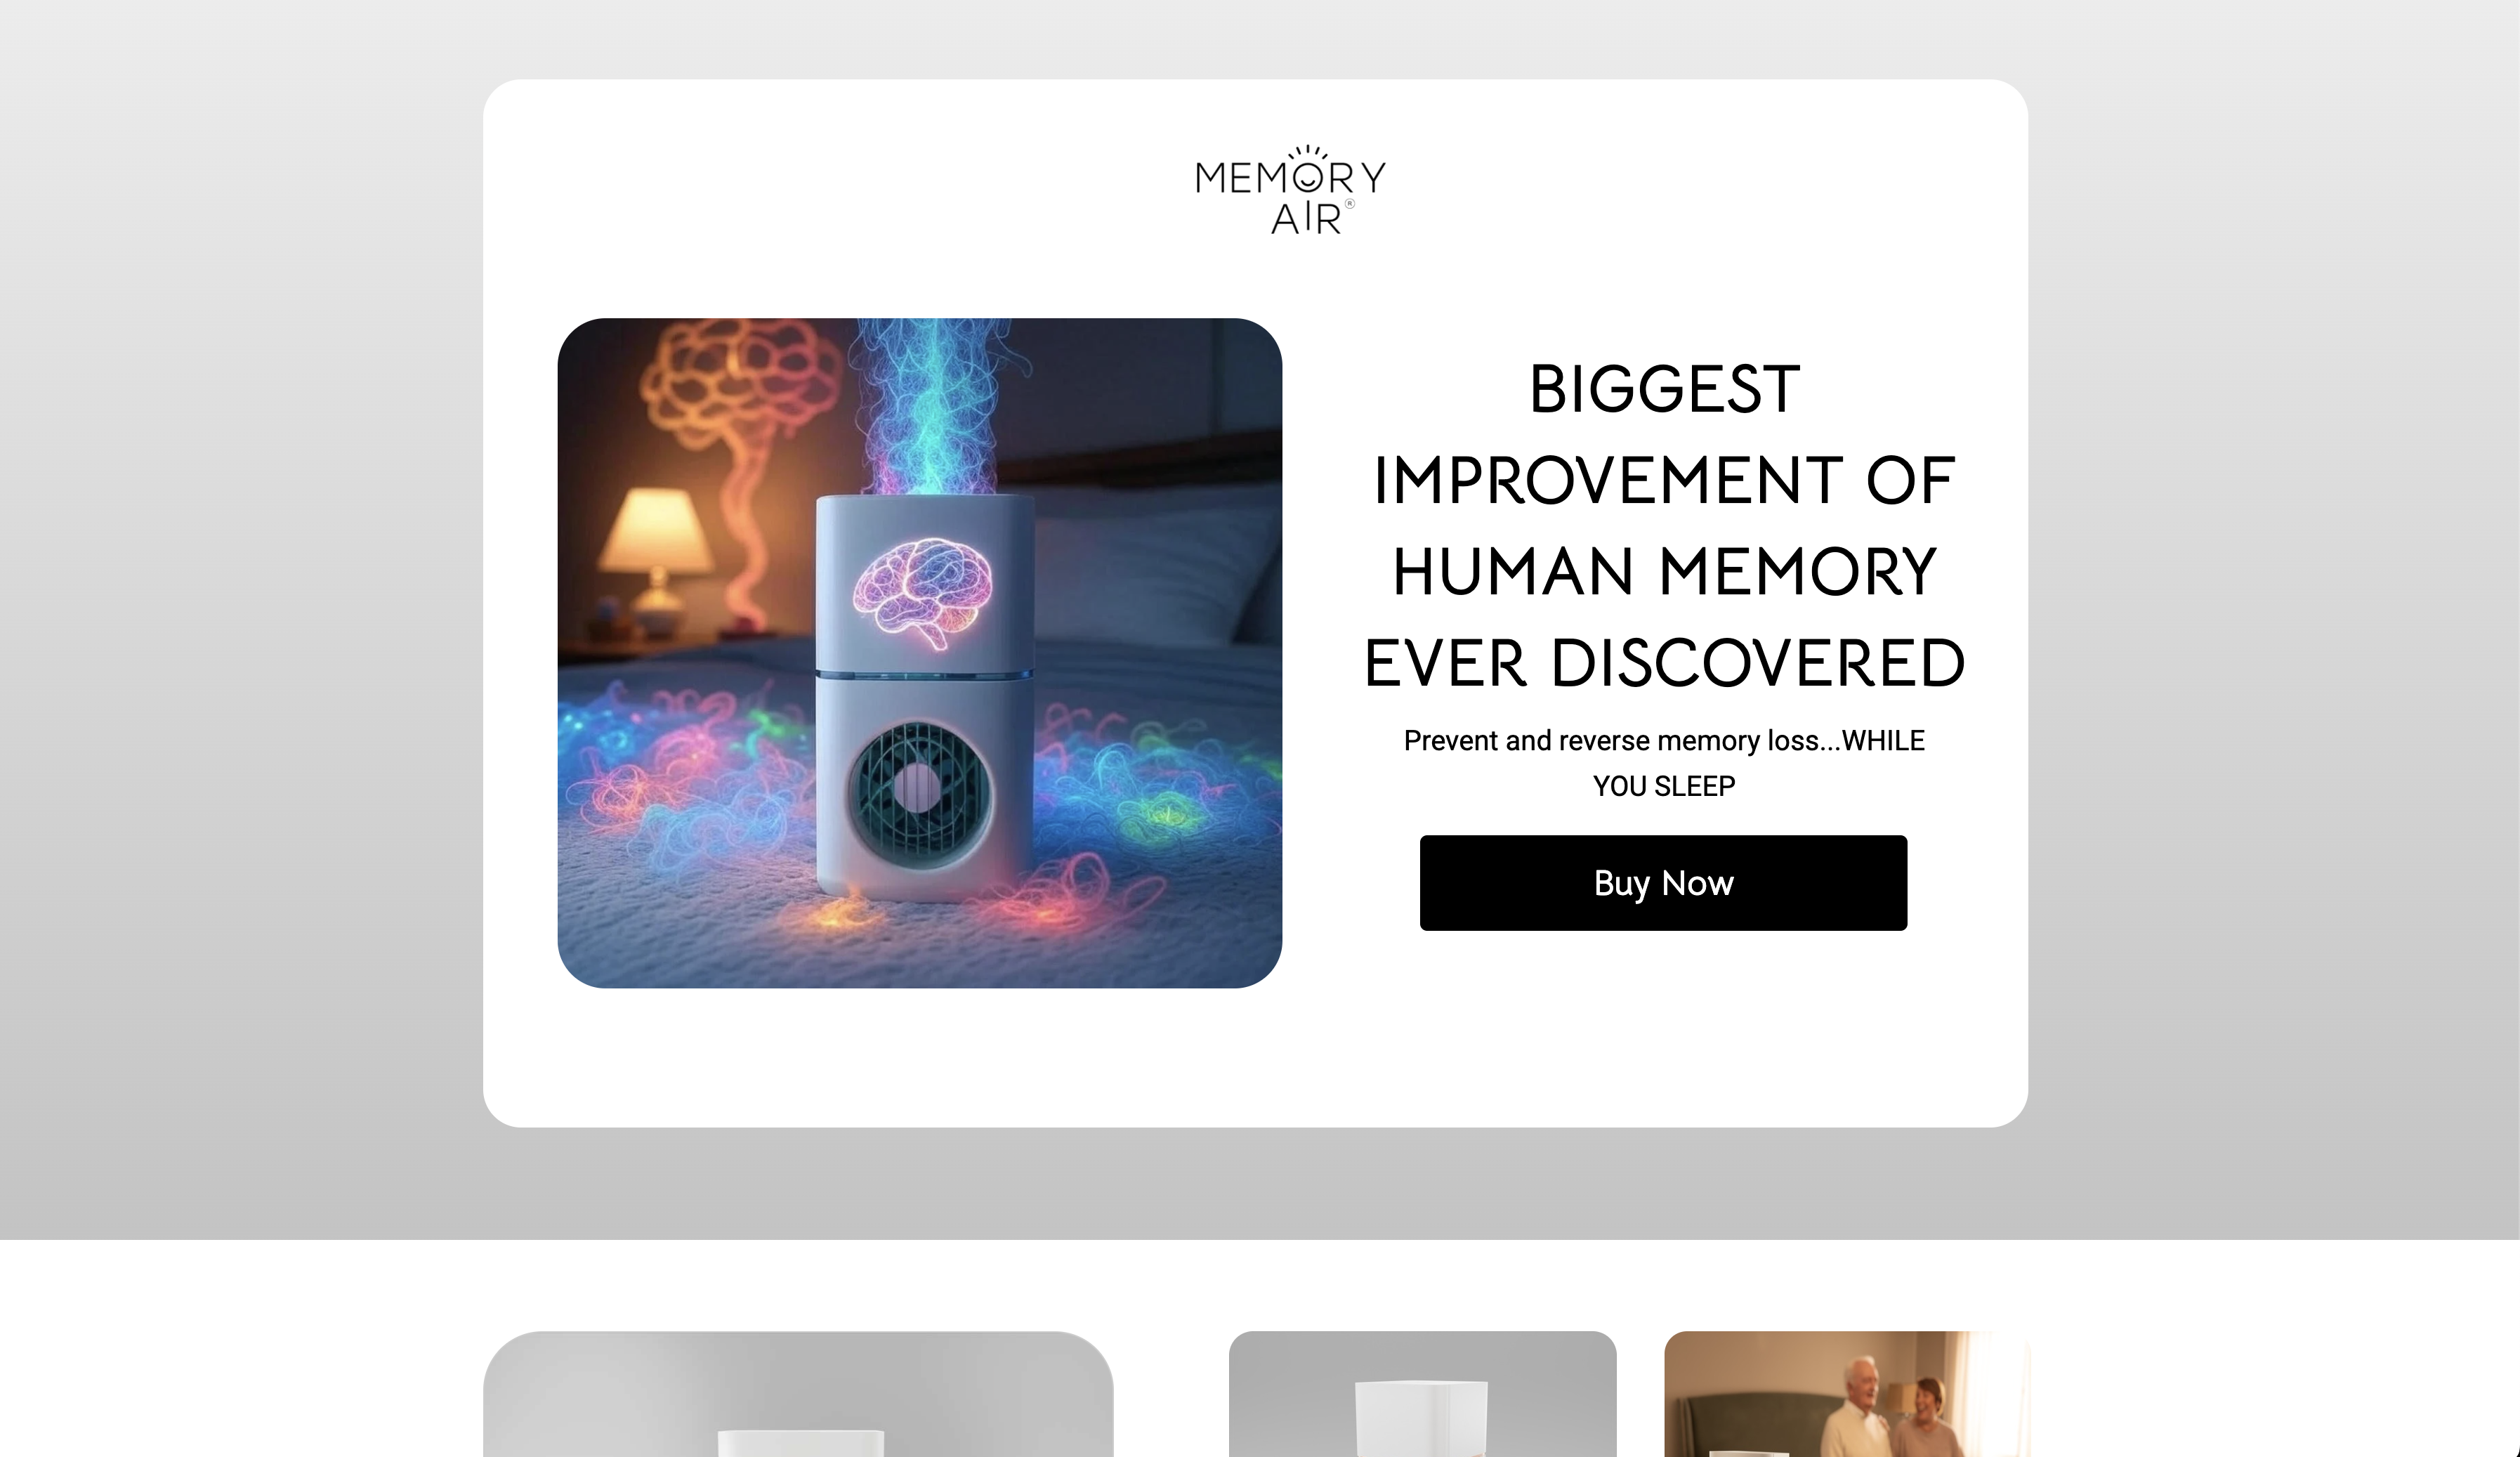 MEMORY
AIR®
BIGGEST
IMPROVEMENT OF
HUMAN MEMORY
EVER DISCOVERED
Prevent and reverse memory loss...WHILE
YOU SLEEP
Buy Now